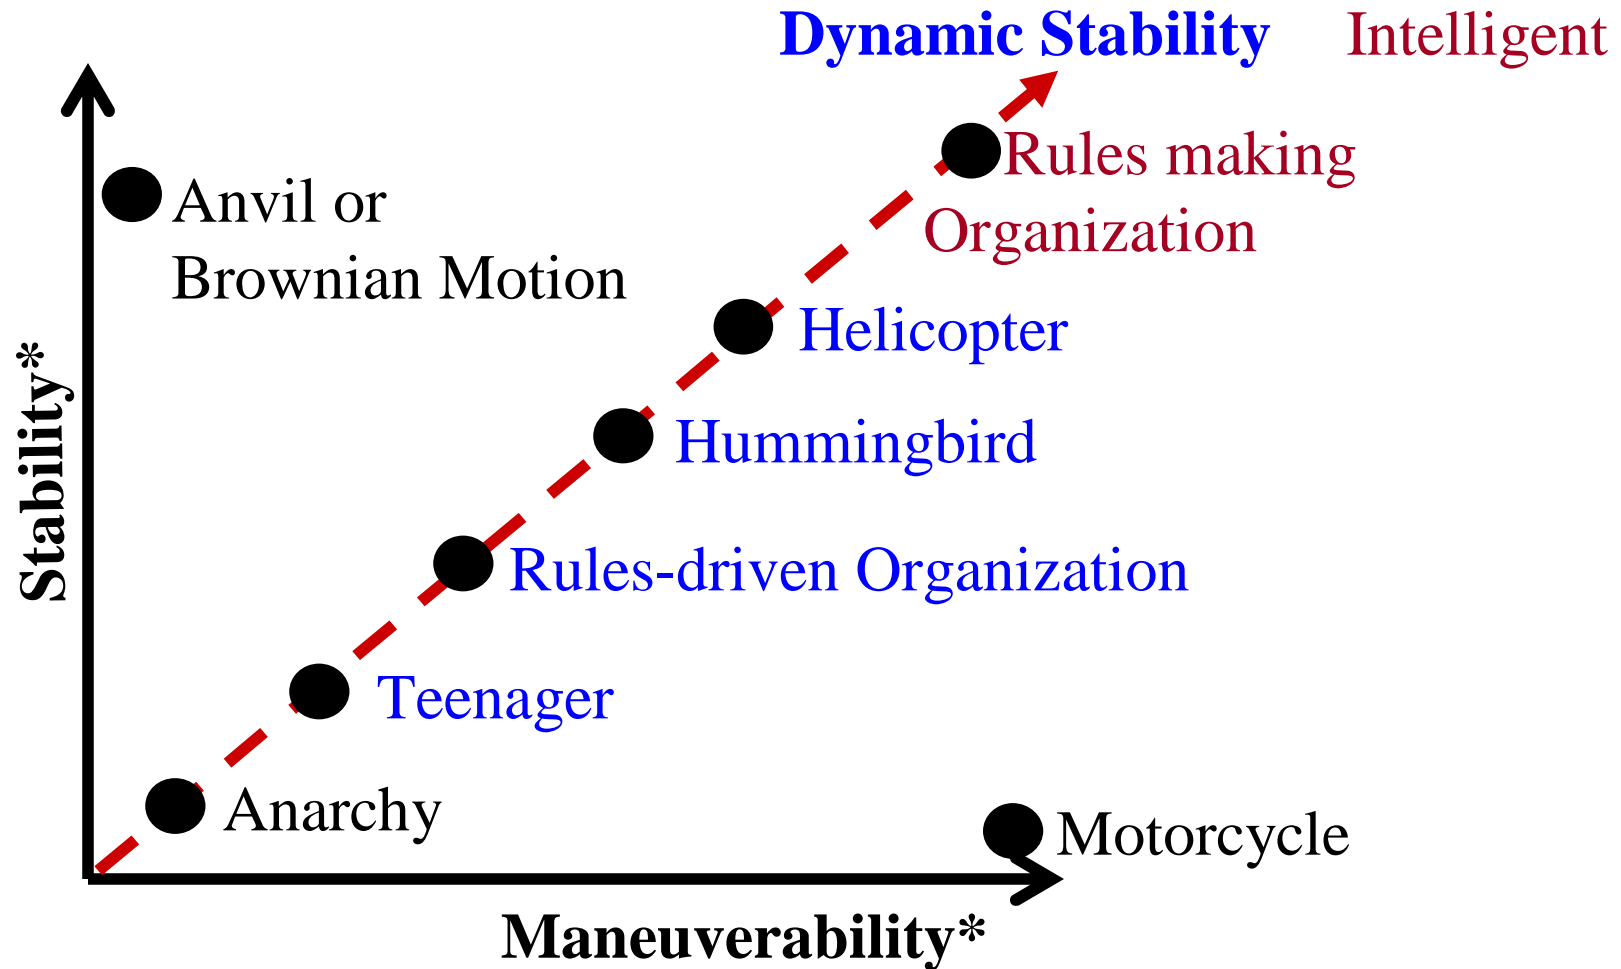 Dynamic Stability Intelligent
Rules making
Organization
Anvil or
Brownian Motion
Helicopter
Hummingbird
Stability*
Rules-driven Organization
Teenager
Anarchy
Motorcycle
Maneuverability*